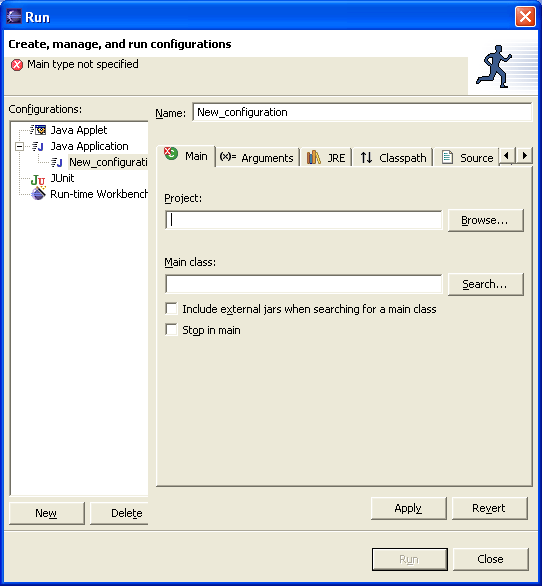 Run
Create, manage, and run configurations
Main type not specified
Configurations:
Java Applet
Java Application
New_configurati
JUnit
Run-time Workbench
New
Delete
Name: New_configuration
Main
(x)= Arguments
JRE
Classpath
Source
Project:
Browse...
Main class:
Search...
Include external jars when searching for a main class
Stop in main
Apply
Revert
Run
Close